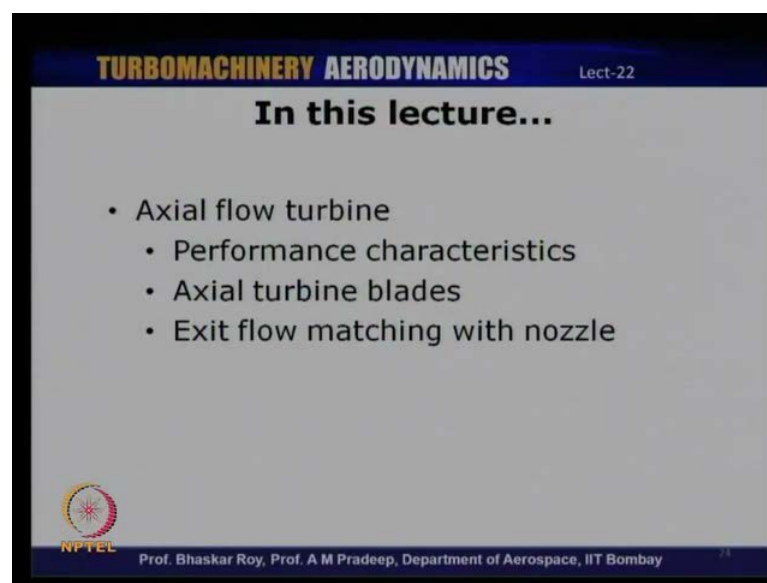 TURBOMACHINERY AERODYNAMICS Lect-22
In this lecture...
• Axial flow turbine
• Performance characteristics
• Axial turbine blades
• Exit flow matching with nozzle
NPTEL
Prof. Bhaskar Roy, Prof. A M Pradeep, Department of Aerospace, IIT Bombay
24